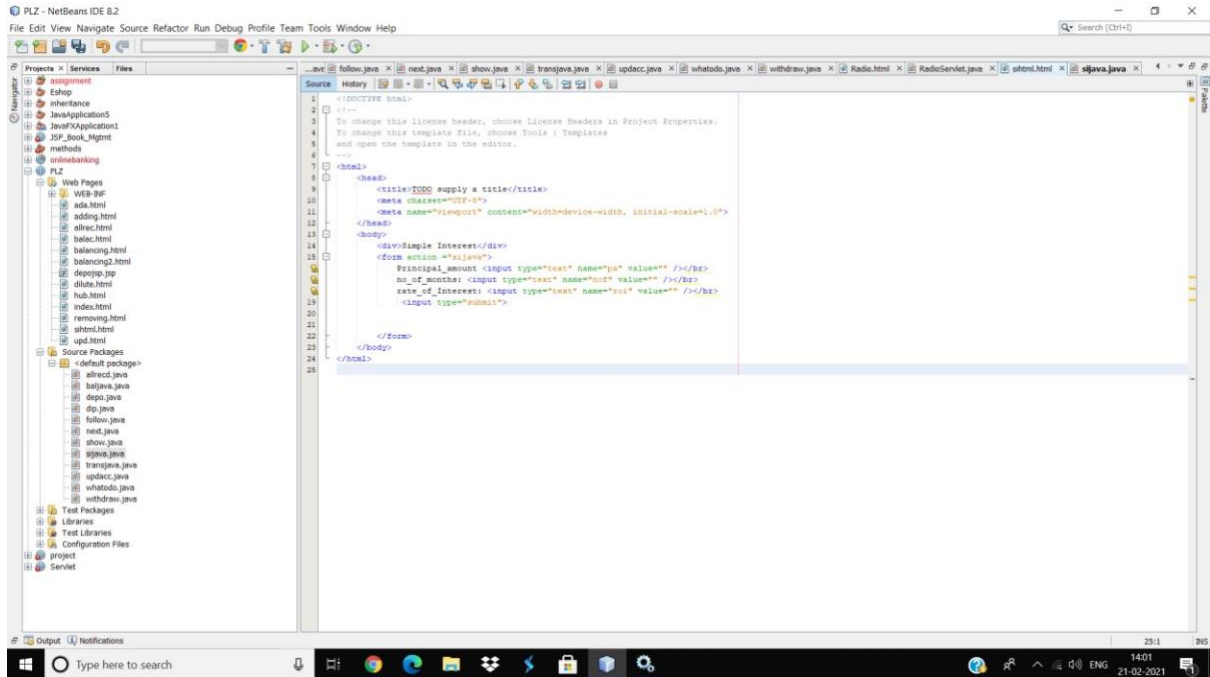 PLZ - NetBeans IDE 8.2
File Edit View Navigate Source Refactor Run Debug Profile Team Tools Window Help
Search (Ctrl+I)
Projects × Services Files
...ave follow.java × next.java × show.java × transjava.java × updacc.java × whatodo.java × withdraw.java × Radio.html × RadioServlet.java × sihtml.html × sijava.java ×
Navigator
Palette
Source History
assignment
Eshop
inheritance
JavaApplication5
JavaFXApplication1
JSP_Book_Mgtmt
methods
onlinebanking
PLZ
Web Pages
WEB-INF
ada.html
adding.html
allrec.html
balac.html
balancing.html
balancing2.html
depojsp.jsp
dilute.html
hub.html
index.html
removing.html
sihtml.html
upd.html
Source Packages
<default package>
allrecd.java
baljava.java
depo.java
dip.java
follow.java
next.java
show.java
sijava.java
transjava.java
updacc.java
whatodo.java
withdraw.java
Test Packages
Libraries
Test Libraries
Configuration Files
project
Servlet
1 <!DOCTYPE html>
2 <!--
3 To change this license header, choose License Headers in Project Properties.
4 To change this template file, choose Tools | Templates
5 and open the template in the editor.
6 -->
7 <html>
8 <head>
9 <title>TODO supply a title</title>
10 <meta charset="UTF-8">
11 <meta name="viewport" content="width=device-width, initial-scale=1.0">
12 </head>
13 <body>
14 <div>Simple Interest</div>
15 <form action ="sijava">
Principal_amount <input type="text" name="pa" value="" /></br>
no_of_months: <input type="text" name="nof" value="" /></br>
rate_of_Interest: <input type="text" name="roi" value="" /></br>
19 <input type="submit">
20
21
22 </form>
23 </body>
24 </html>
25
Output Notifications
25:1 INS
Type here to search
ENG
14:01
21-02-2021